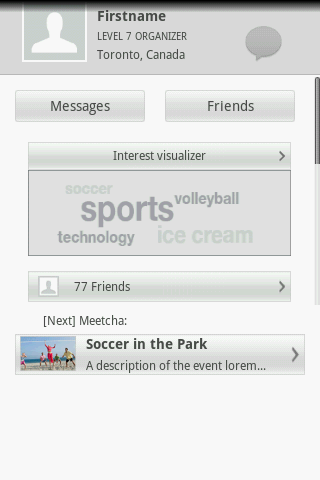 Firstname
LEVEL 7 ORGANIZER
Toronto, Canada
Messages
Friends
Interest visualizer
soccer
sports
volleyball
technology
ice cream
77 Friends
[Next] Meetcha:
Soccer in the Park
A description of the event lorem...